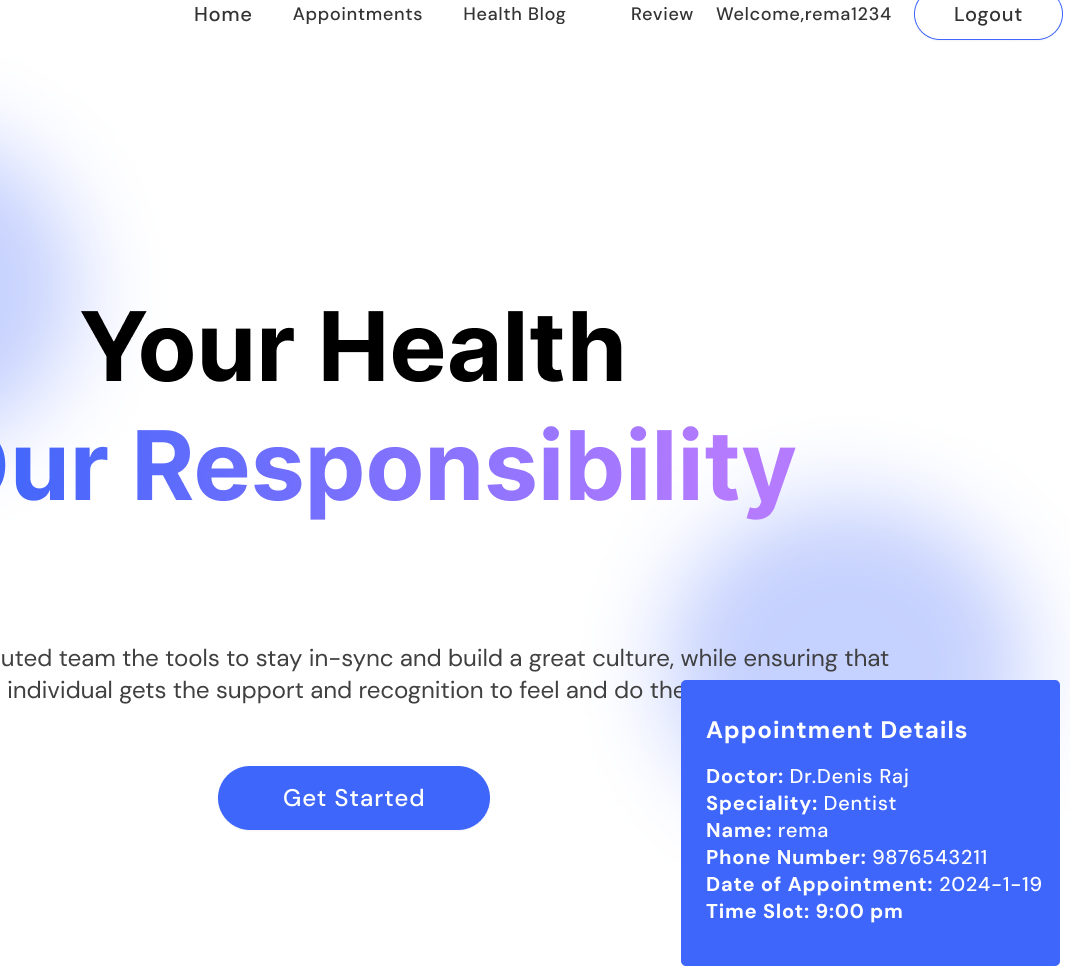 Home Appointments Health Blog Review Welcome,rema1234 Logout
Your Health
Our Responsibility
uted team the tools to stay in-sync and build a great culture, while ensuring that
individual gets the support and recognition to feel and do the
Get Started
Appointment Details
Doctor: Dr.Denis Raj
Speciality: Dentist
Name: rema
Phone Number: 9876543211
Date of Appointment: 2024-1-19
Time Slot: 9:00 pm